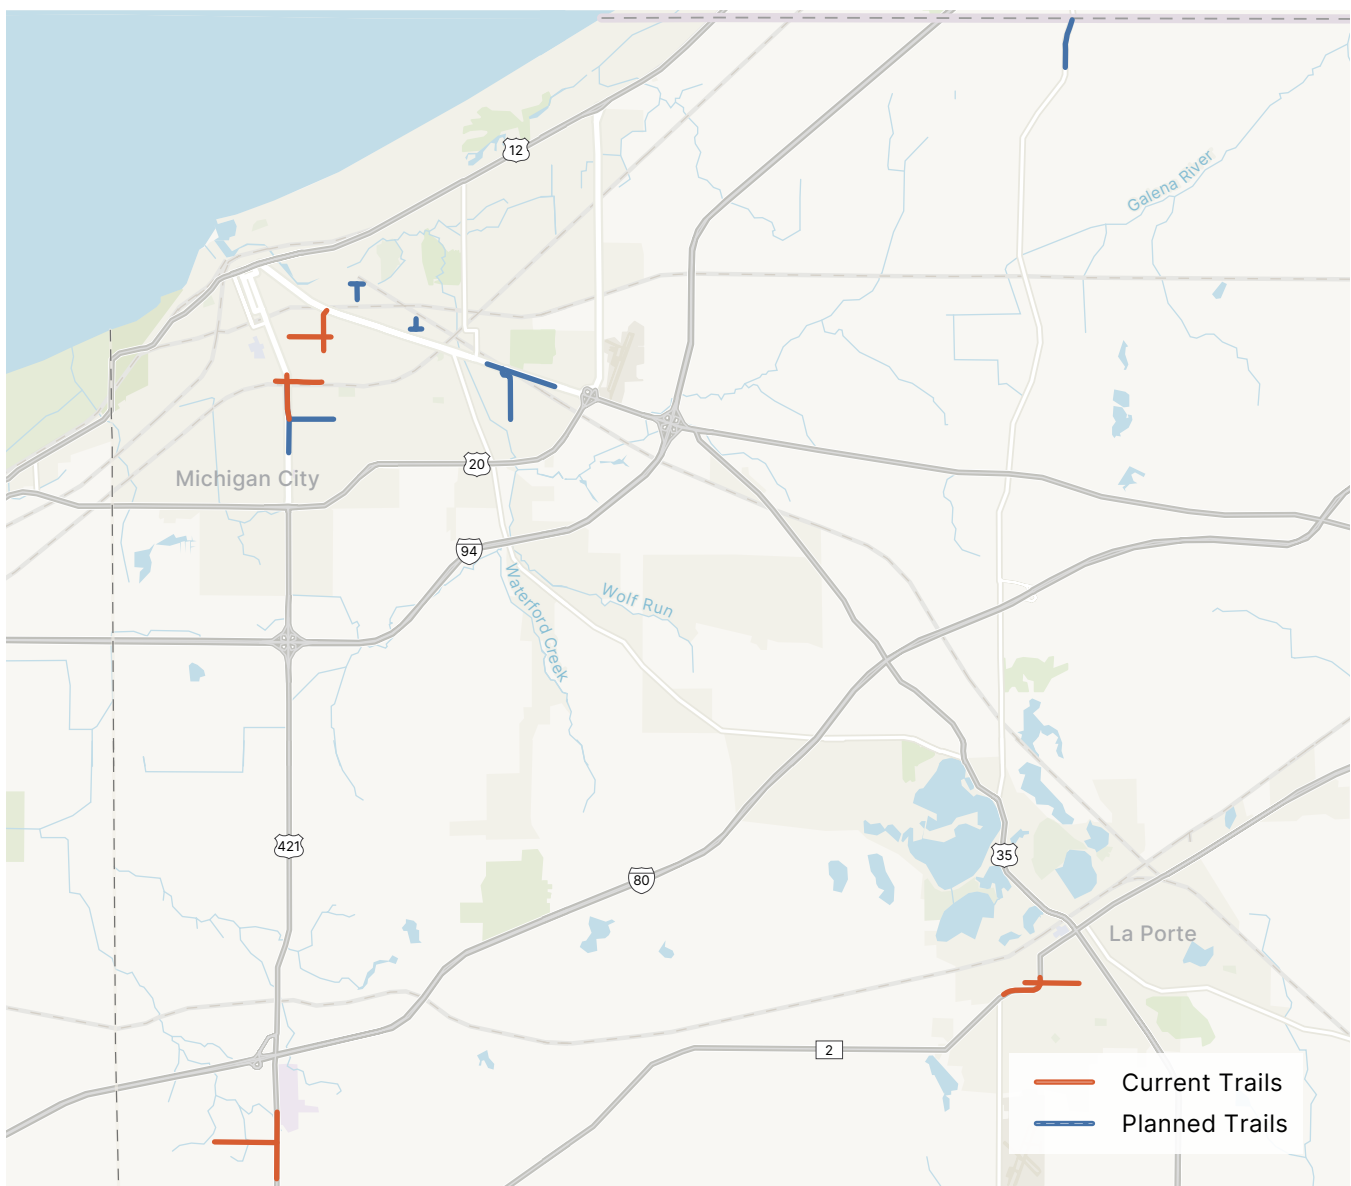 12
Galena River
Michigan City
20
94
Waterford Creek
Wolf Run
421
35
80
La Porte
2
Current Trails
Planned Trails